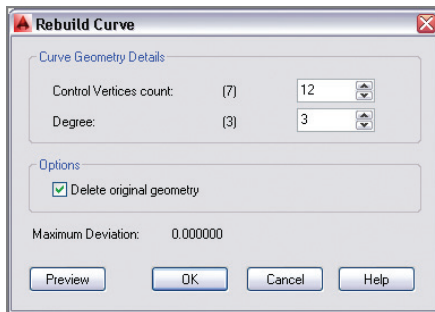 Rebuild Curve
Curve Geometry Details
Control Vertices count: (7) 12
Degree: (3) 3
Options
Delete original geometry
Maximum Deviation: 0.000000
Preview OK Cancel Help